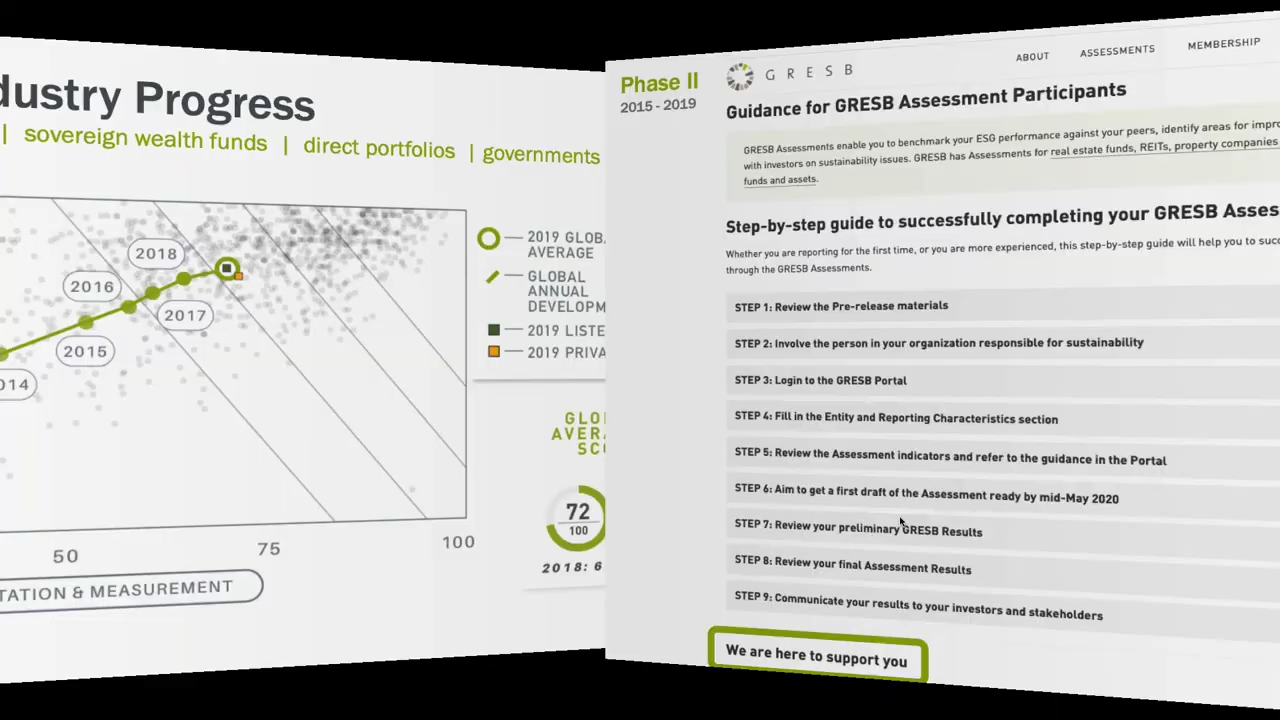 dustry Progress
| sovereign wealth funds | direct portfolios | governments
2018
2016
2017
2015
014
50
75
100
TATION & MEASUREMENT
2019 GLOBA
AVERAGE
GLOBAL
ANNUAL
DEVELOPM
2019 LISTE
2019 PRIVA
GLO
AVER
SC
72
100
2018: 6
Phase II
2015 - 2019
GRESB
ABOUT
ASSESSMENTS
MEMBERSHIP
Guidance for GRESB Assessment Participants
GRESB Assessments enable you to benchmark your ESG performance against your peers, identify areas for impro
with investors on sustainability issues. GRESB has Assessments for real estate funds, REITs, property companies
funds and assets.
Step-by-step guide to successfully completing your GRESB Asses
Whether you are reporting for the first time, or you are more experienced, this step-by-step guide will help you to succ
through the GRESB Assessments.
STEP 1: Review the Pre-release materials
STEP 2: Involve the person in your organization responsible for sustainability
STEP 3: Login to the GRESB Portal
STEP 4: Fill in the Entity and Reporting Characteristics section
STEP 5: Review the Assessment indicators and refer to the guidance in the Portal
STEP 6: Aim to get a first draft of the Assessment ready by mid-May 2020
STEP 7: Review your preliminary GRESB Results
STEP 8: Review your final Assessment Results
STEP 9: Communicate your results to your investors and stakeholders
We are here to support you